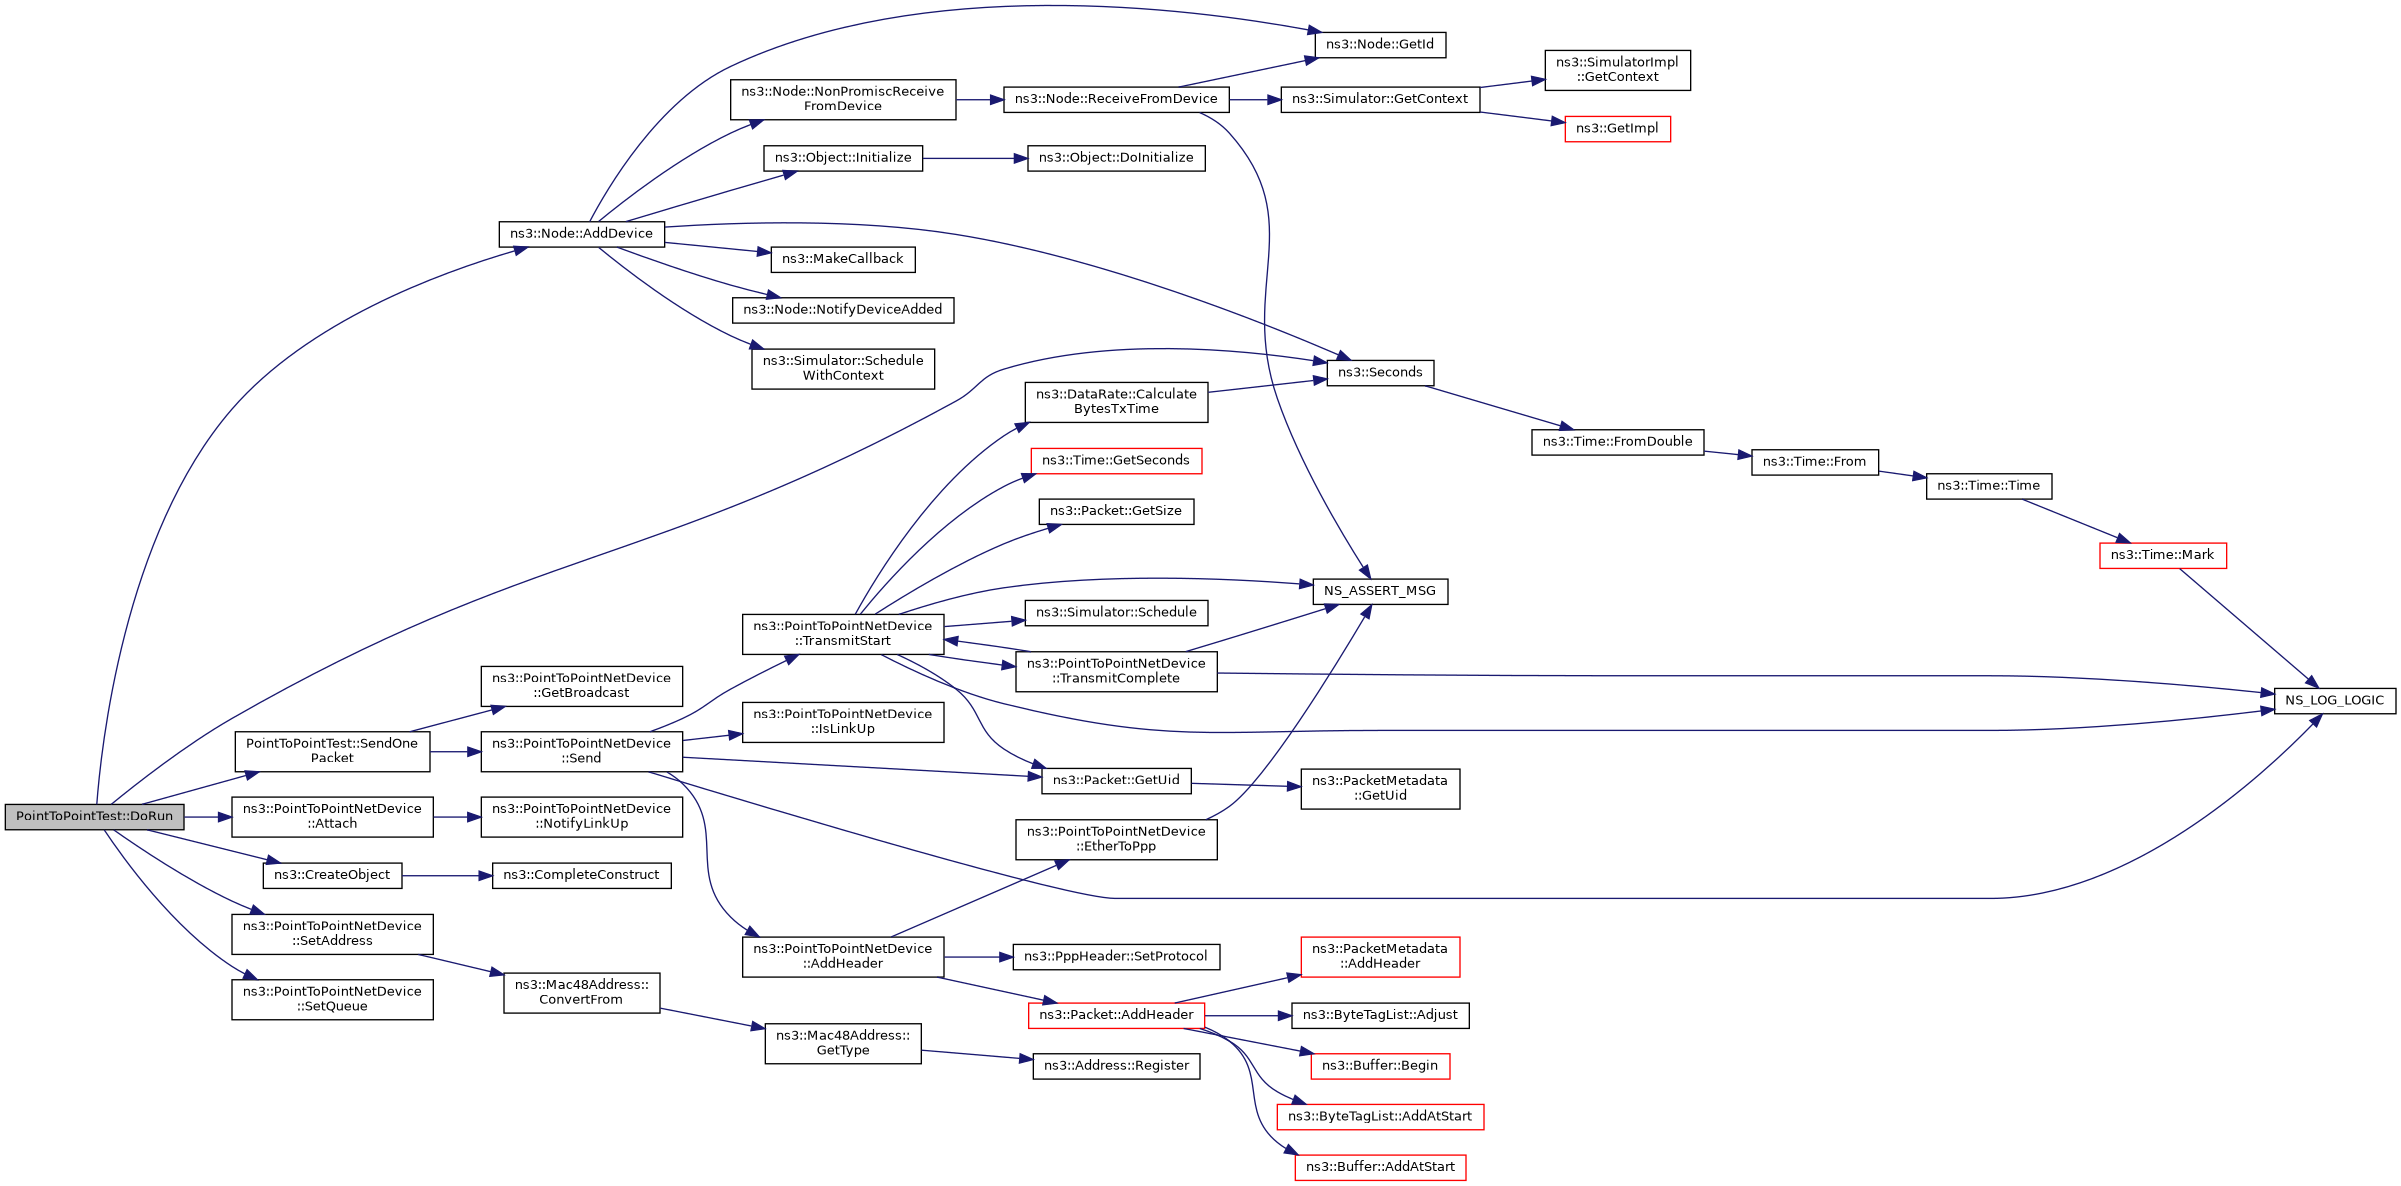 ns3::Node::GetId
ns3::SimulatorImpl
::GetContext
ns3::Node::NonPromiscReceive
FromDevice
ns3::Node::ReceiveFromDevice
ns3::Simulator::GetContext
ns3::GetImpl
ns3::Object::Initialize
ns3::Object::DoInitialize
ns3::Node::AddDevice
ns3::MakeCallback
ns3::Node::NotifyDeviceAdded
ns3::Simulator::Schedule
WithContext
ns3::Seconds
ns3::DataRate::Calculate
BytesTxTime
ns3::Time::FromDouble
ns3::Time::GetSeconds
ns3::Time::From
ns3::Time::Time
ns3::Packet::GetSize
ns3::Time::Mark
NS_ASSERT_MSG
ns3::Simulator::Schedule
ns3::PointToPointNetDevice
::TransmitStart
ns3::PointToPointNetDevice
::TransmitComplete
ns3::PointToPointNetDevice
::GetBroadcast
NS_LOG_LOGIC
ns3::PointToPointNetDevice
::IsLinkUp
PointToPointTest::SendOne
Packet
ns3::PointToPointNetDevice
::Send
ns3::Packet::GetUid
ns3::PacketMetadata
::GetUid
PointToPointTest::DoRun
ns3::PointToPointNetDevice
::Attach
ns3::PointToPointNetDevice
::NotifyLinkUp
ns3::PointToPointNetDevice
::EtherToPpp
ns3::CreateObject
ns3::CompleteConstruct
ns3::PointToPointNetDevice
::SetAddress
ns3::PointToPointNetDevice
::AddHeader
ns3::PppHeader::SetProtocol
ns3::PacketMetadata
::AddHeader
ns3::PointToPointNetDevice
::SetQueue
ns3::Mac48Address::
ConvertFrom
ns3::Packet::AddHeader
ns3::ByteTagList::Adjust
ns3::Mac48Address::
GetType
ns3::Address::Register
ns3::Buffer::Begin
ns3::ByteTagList::AddAtStart
ns3::Buffer::AddAtStart